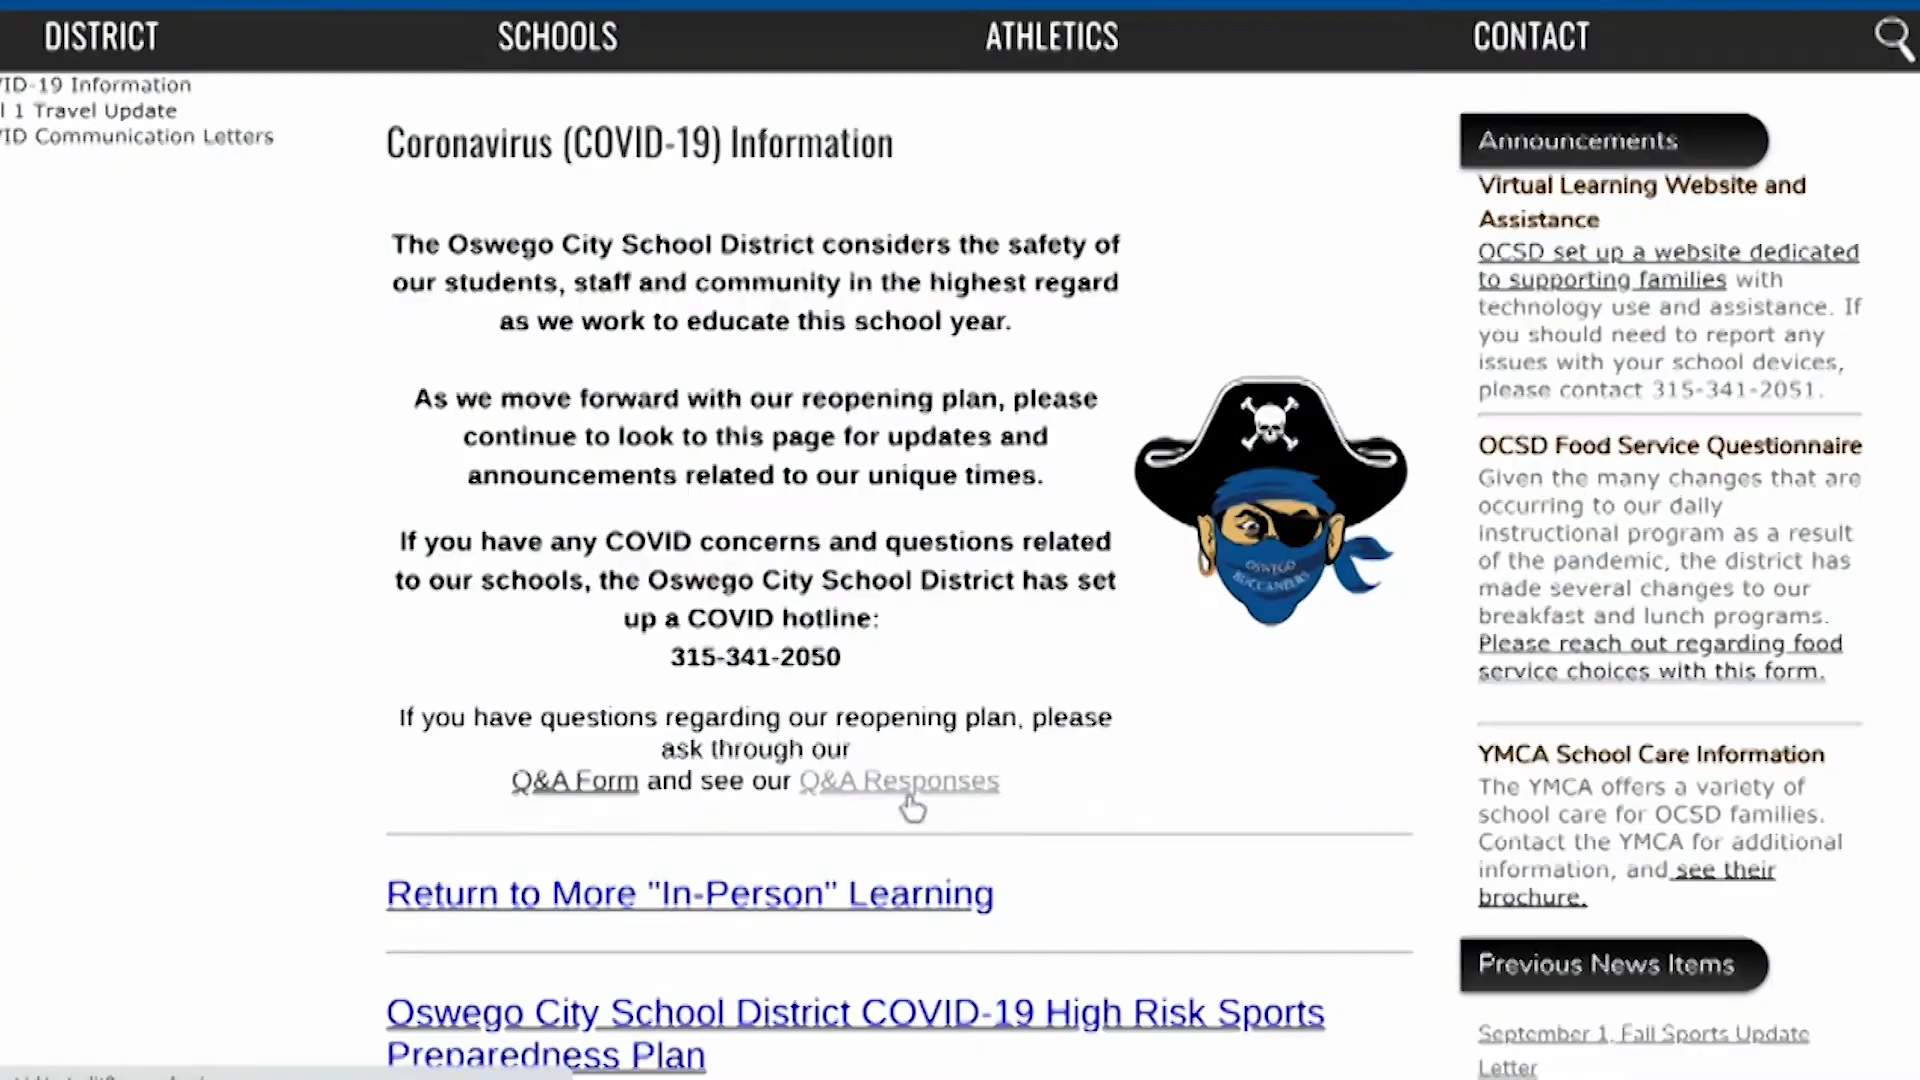 DISTRICT
SCHOOLS
ATHLETICS
CONTACT
VID-19 Information
l 1 Travel Update
VID Communication Letters
Coronavirus (COVID-19) Information
The Oswego City School District considers the safety of
our students, staff and community in the highest regard
as we work to educate this school year.
As we move forward with our reopening plan, please
continue to look to this page for updates and
announcements related to our unique times.
If you have any COVID concerns and questions related
to our schools, the Oswego City School District has set
up a COVID hotline:
315-341-2050
If you have questions regarding our reopening plan, please
ask through our
Q&A Form and see our Q&A Responses
OSWEGO
BUCCANEERS
Return to More "In-Person" Learning
Oswego City School District COVID-19 High Risk Sports
Preparedness Plan
Announcements
Virtual Learning Website and
Assistance
OCSD set up a website dedicated
to supporting families with
technology use and assistance. If
you should need to report any
issues with your school devices,
please contact 315-341-2051.
OCSD Food Service Questionnaire
Given the many changes that are
occurring to our daily
instructional program as a result
of the pandemic, the district has
made several changes to our
breakfast and lunch programs.
Please reach out regarding food
service choices with this form.
YMCA School Care Information
The YMCA offers a variety of
school care for OCSD families.
Contact the YMCA for additional
information, and see their
brochure.
Previous News Items
September 1, Fall Sports Update
Letter